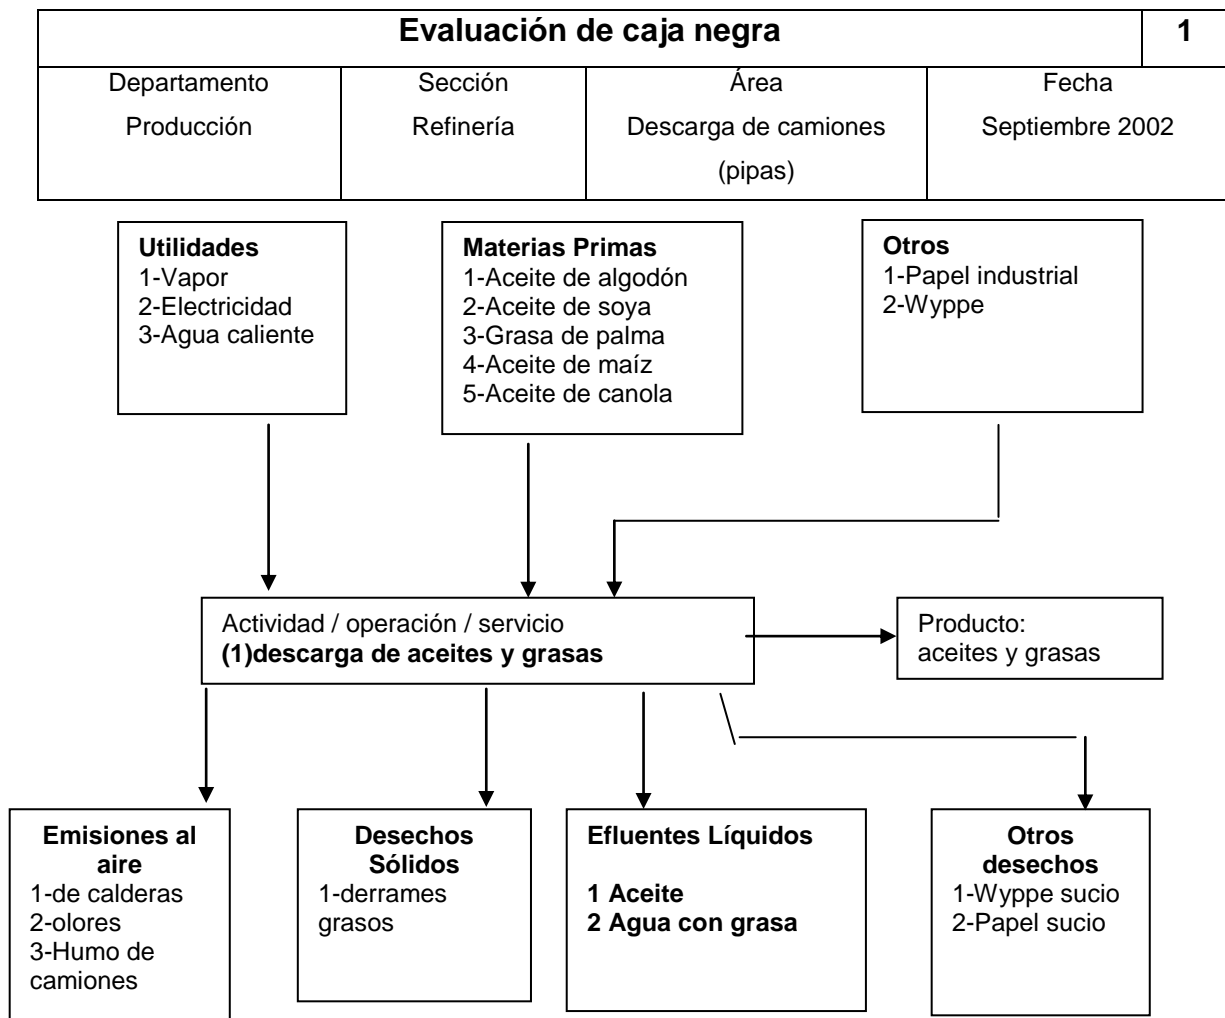 Evaluación de caja negra
1
Departamento
Producción
Sección
Refinería
Área
Descarga de camiones
(pipas)
Fecha
Septiembre 2002
Utilidades
1-Vapor
2-Electricidad
3-Agua caliente
Materias Primas
1-Aceite de algodón
2-Aceite de soya
3-Grasa de palma
4-Aceite de maíz
5-Aceite de canola
Otros
1-Papel industrial
2-Wyppe
Actividad / operación / servicio
(1)descarga de aceites y grasas
Producto:
aceites y grasas
Emisiones al
aire
1-de calderas
2-olores
3-Humo de
camiones
Desechos
Sólidos
1-derrames
grasos
Efluentes Líquidos
1 Aceite
2 Agua con grasa
Otros
desechos
1-Wyppe sucio
2-Papel sucio